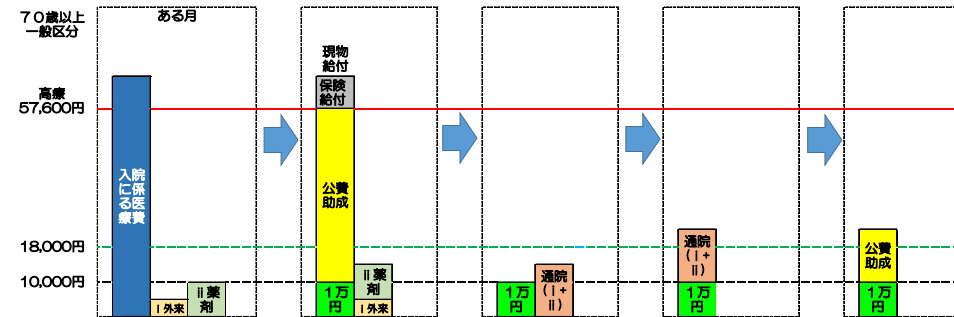 ７０歳以上
一般区分
高療
57,600円
18,000円
10,000円
ある月
入院
に係
る医
療費
ⅰ外来
ⅱ薬
剤
現物
給付
保険
給付
公費
助成
１万
円
ⅱ薬
剤
ⅰ外来
１万
円
通院
(ⅰ+
ⅱ)
通院
(ⅰ+
ⅱ)
１万
円
公費
助成
１万
円